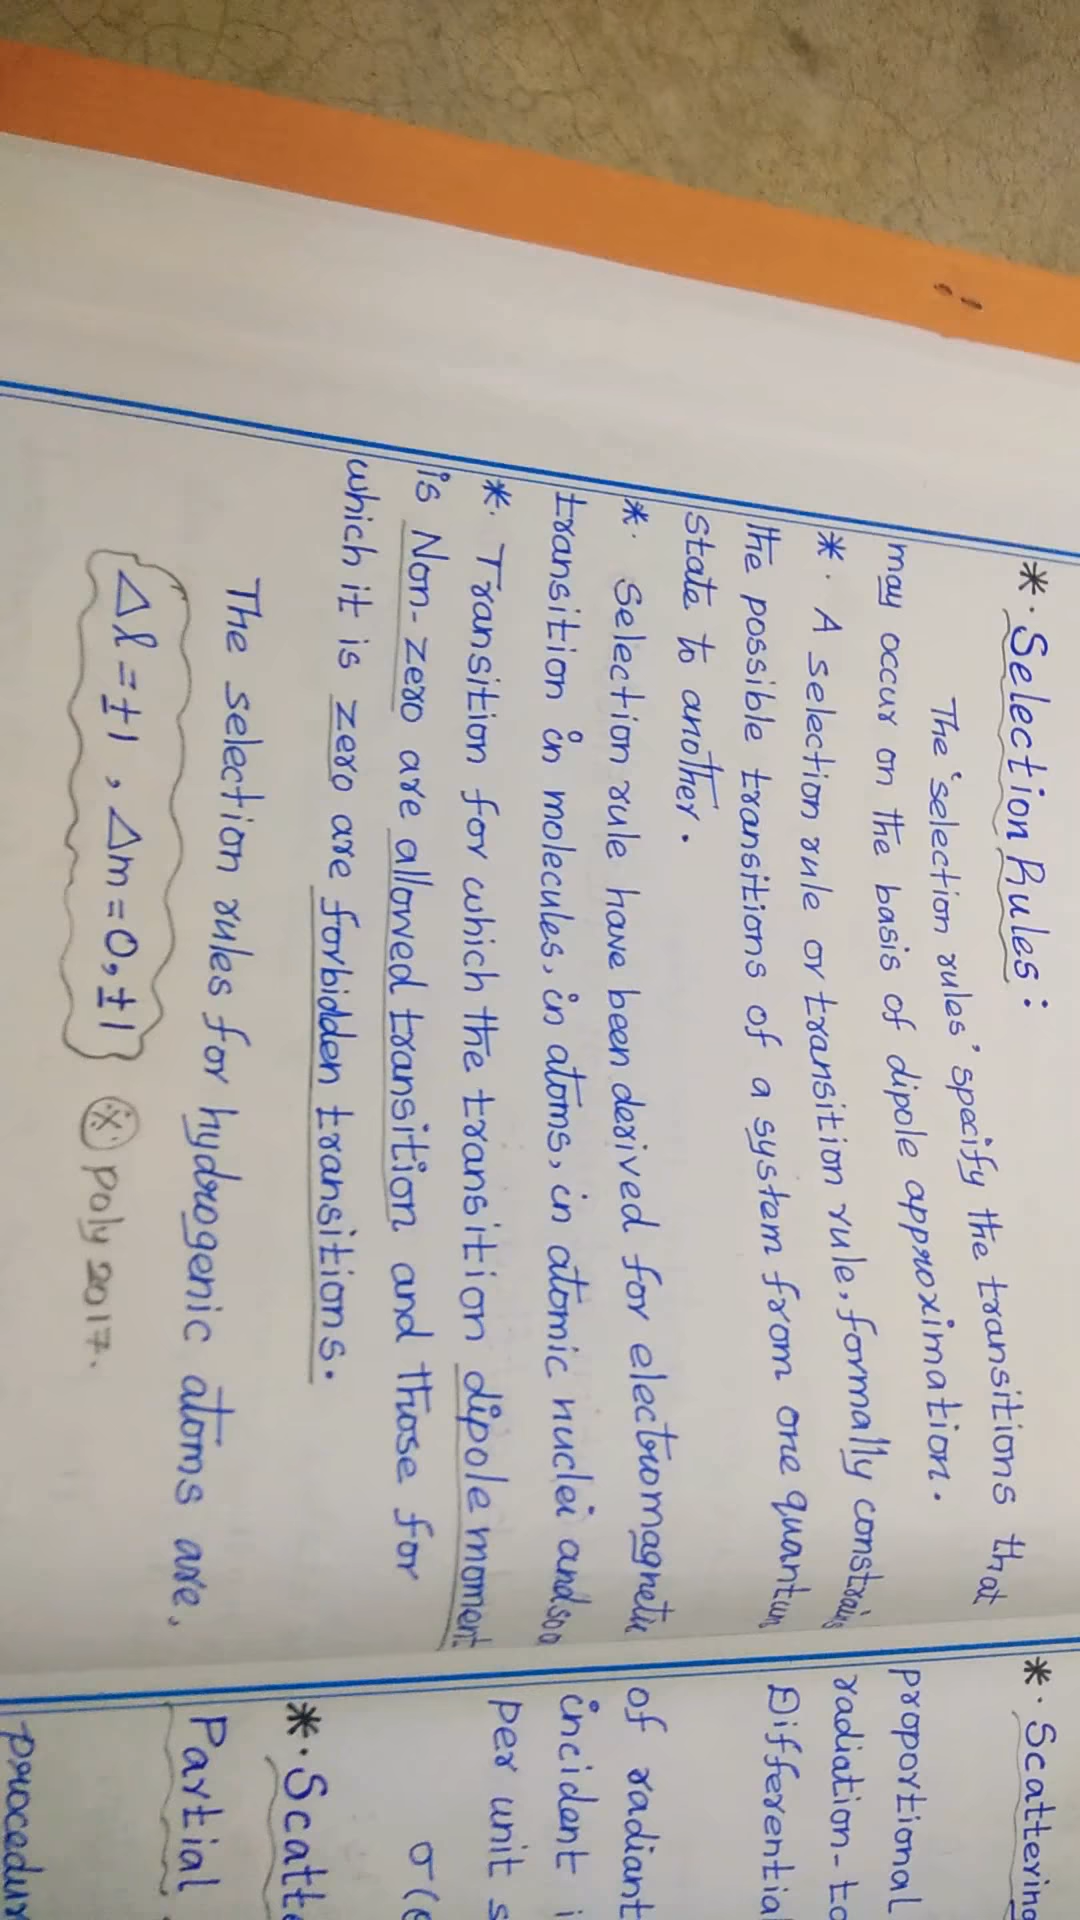 *. Selection Rules:
The 'selection rules' specify the transitions that
may occur on the basis of dipole approximation.
*. A selection rule or transition rule, formally constrains
the possible transitions of a system from one quantum
state to another.
*. Selection rule have been derived for electromagnetic
transition in molecules, in atoms, in atomic nuclei and so on
*. Transition for which the transition dipole moment
is Non-zero are allowed transition and those for
which it is zero are forbidden transitions.
The selection rules for hydrogenic atoms are,
Δl = ±1, Δm = 0, ±1 * poly 2017.
*. Scattering
proportional
radiation-to
Differential
of radiant
incident i
per unit s
σ(θ
*. Scatt
Partial
procedur